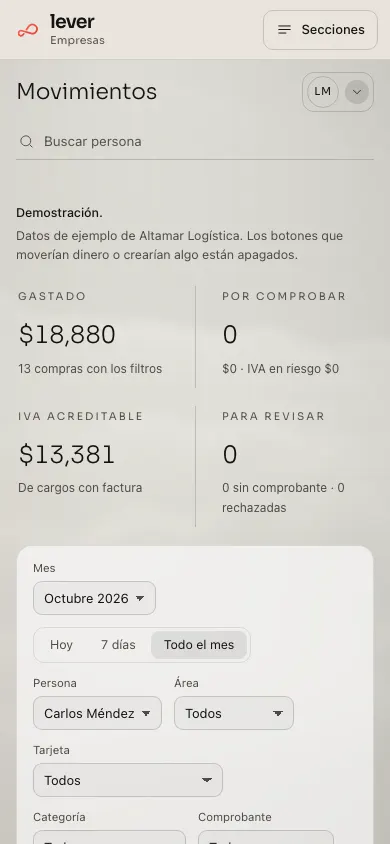 lever
Empresas
Secciones
Movimientos
LM
Buscar persona
Demostración.
Datos de ejemplo de Altamar Logística. Los botones que
moverían dinero o crearían algo están apagados.
GASTADO
$18,880
13 compras con los filtros
POR COMPROBAR
0
$0 · IVA en riesgo $0
IVA ACREDITABLE
$13,381
De cargos con factura
PARA REVISAR
0
0 sin comprobante · 0
rechazadas
Mes
Octubre 2026
Hoy 7 días Todo el mes
Persona Área
Carlos Méndez Todos
Tarjeta
Todos
Categoría Comprobante